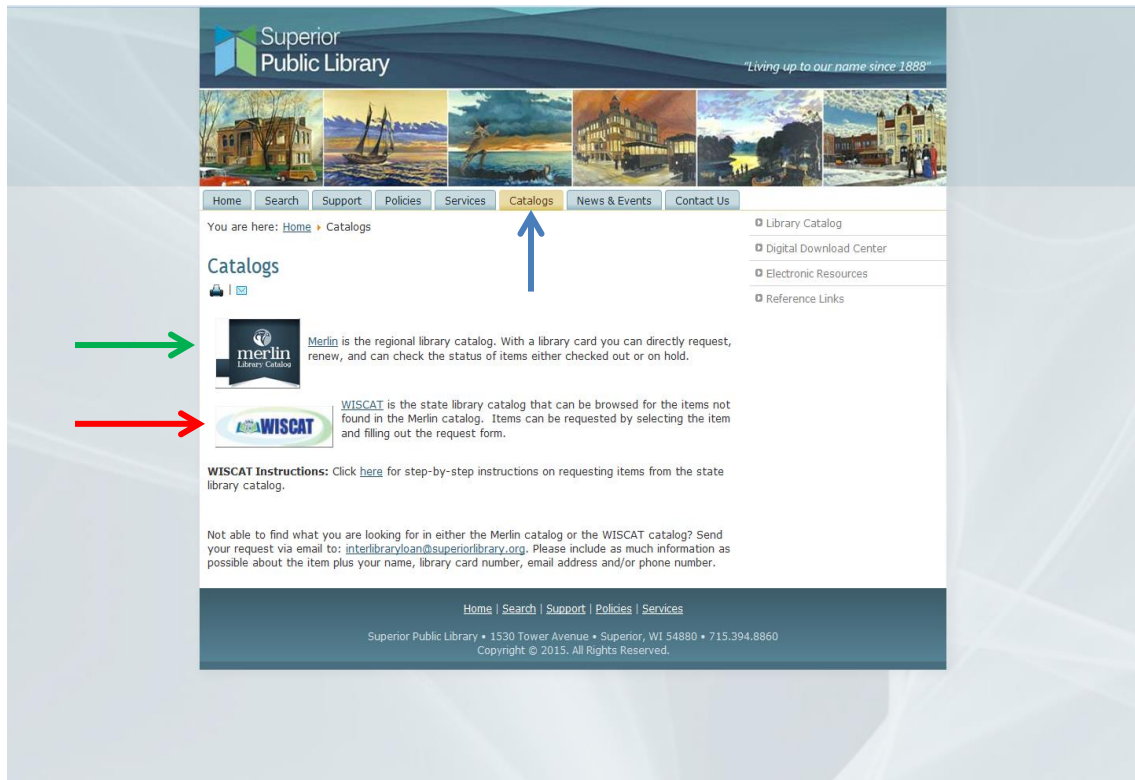 Superior
Public Library
"Living up to our name since 1888"
Home Search Support Policies Services Catalogs News & Events Contact Us
You are here: Home Catalogs
Library Catalog
Digital Download Center
Electronic Resources
Reference Links
Catalogs
merlin
Library Catalog
Merlin is the regional library catalog. With a library card you can directly request,
renew, and can check the status of items either checked out or on hold.
WISCAT
WISCAT is the state library catalog that can be browsed for the items not
found in the Merlin catalog. Items can be requested by selecting the item
and filling out the request form.
WISCAT Instructions: Click here for step-by-step instructions on requesting items from the state
library catalog.
Not able to find what you are looking for in either the Merlin catalog or the WISCAT catalog? Send
your request via email to: interlibraryloan@superiorlibrary.org. Please include as much information as
possible about the item plus your name, library card number, email address and/or phone number.
Home | Search | Support | Policies | Services
Superior Public Library • 1530 Tower Avenue • Superior, WI 54880 • 715.394.8860
Copyright © 2015. All Rights Reserved.